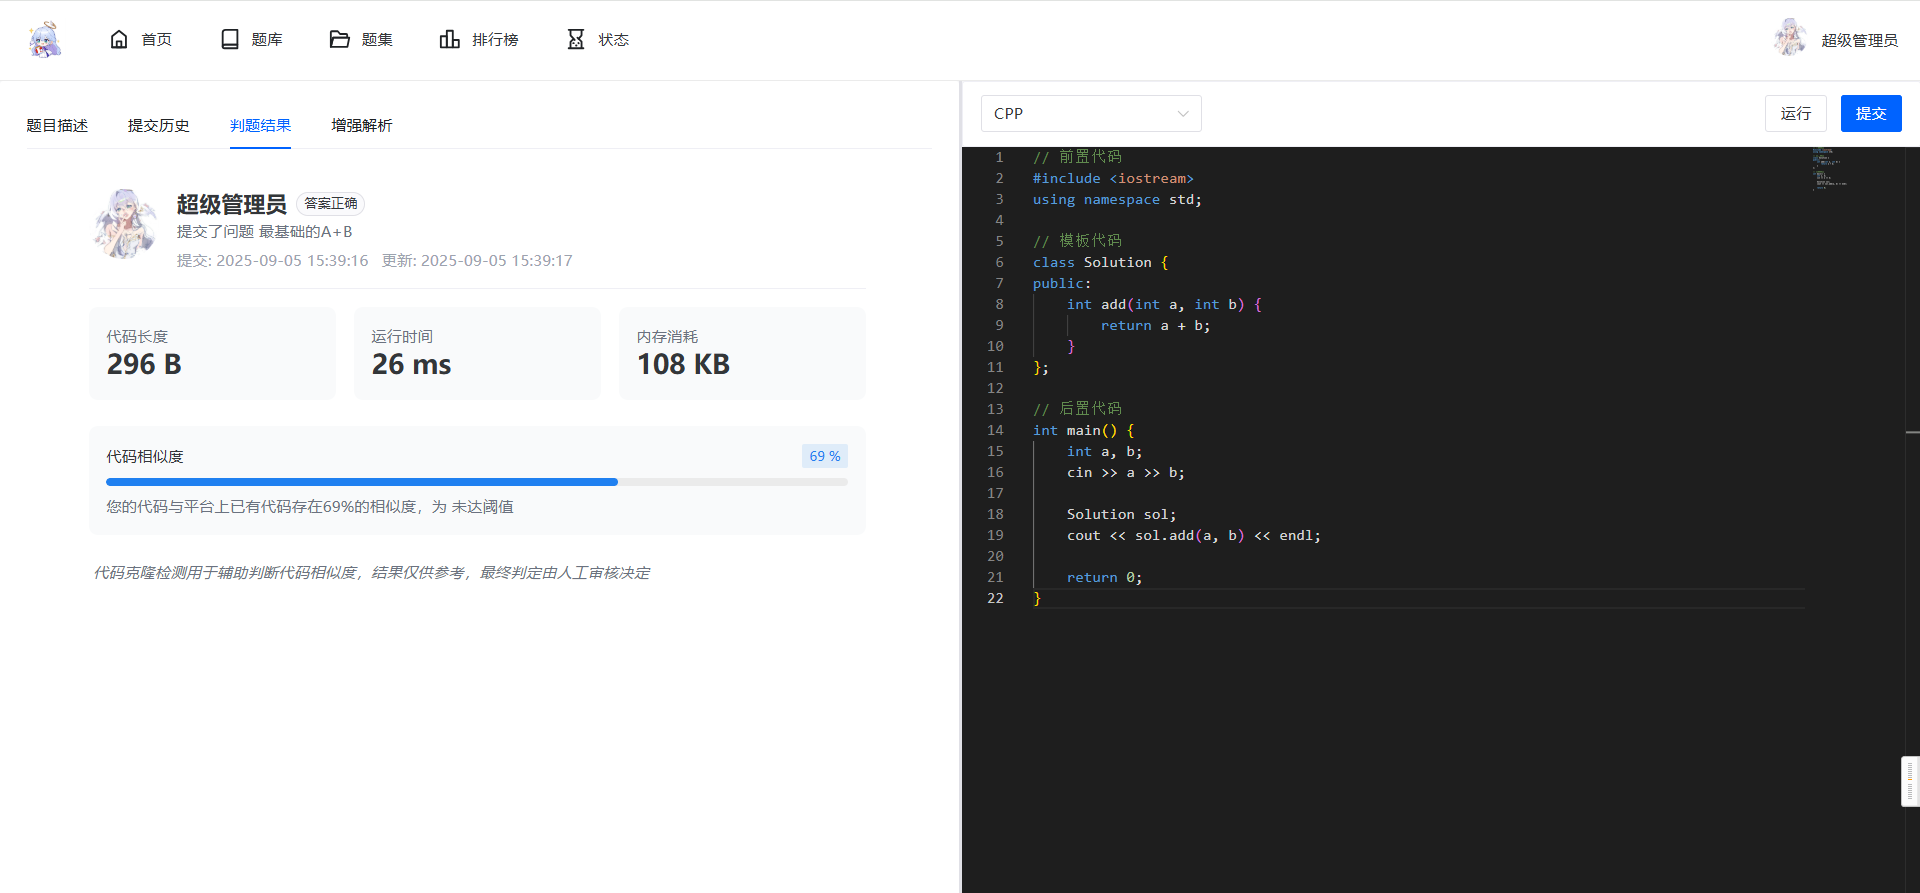 首页 题库 题集 排行榜 状态 超级管理员
题目描述 提交历史 判题结果 增强解析
超级管理员 答案正确
提交了问题 最基础的A+B
提交: 2025-09-05 15:39:16 更新: 2025-09-05 15:39:17
代码长度 运行时间 内存消耗
296 B 26 ms 108 KB
代码相似度 69 %
您的代码与平台上已有代码存在69%的相似度，为 未达阈值
代码克隆检测用于辅助判断代码相似度，结果仅供参考，最终判定由人工审核决定
CPP 运行 提交
1 // 前置代码
2 #include <iostream>
3 using namespace std;
4
5 // 模板代码
6 class Solution {
7 public:
8     int add(int a, int b) {
9         return a + b;
10     }
11 };
12
13 // 后置代码
14 int main() {
15     int a, b;
16     cin >> a >> b;
17
18     Solution sol;
19     cout << sol.add(a, b) << endl;
20
21     return 0;
22 }